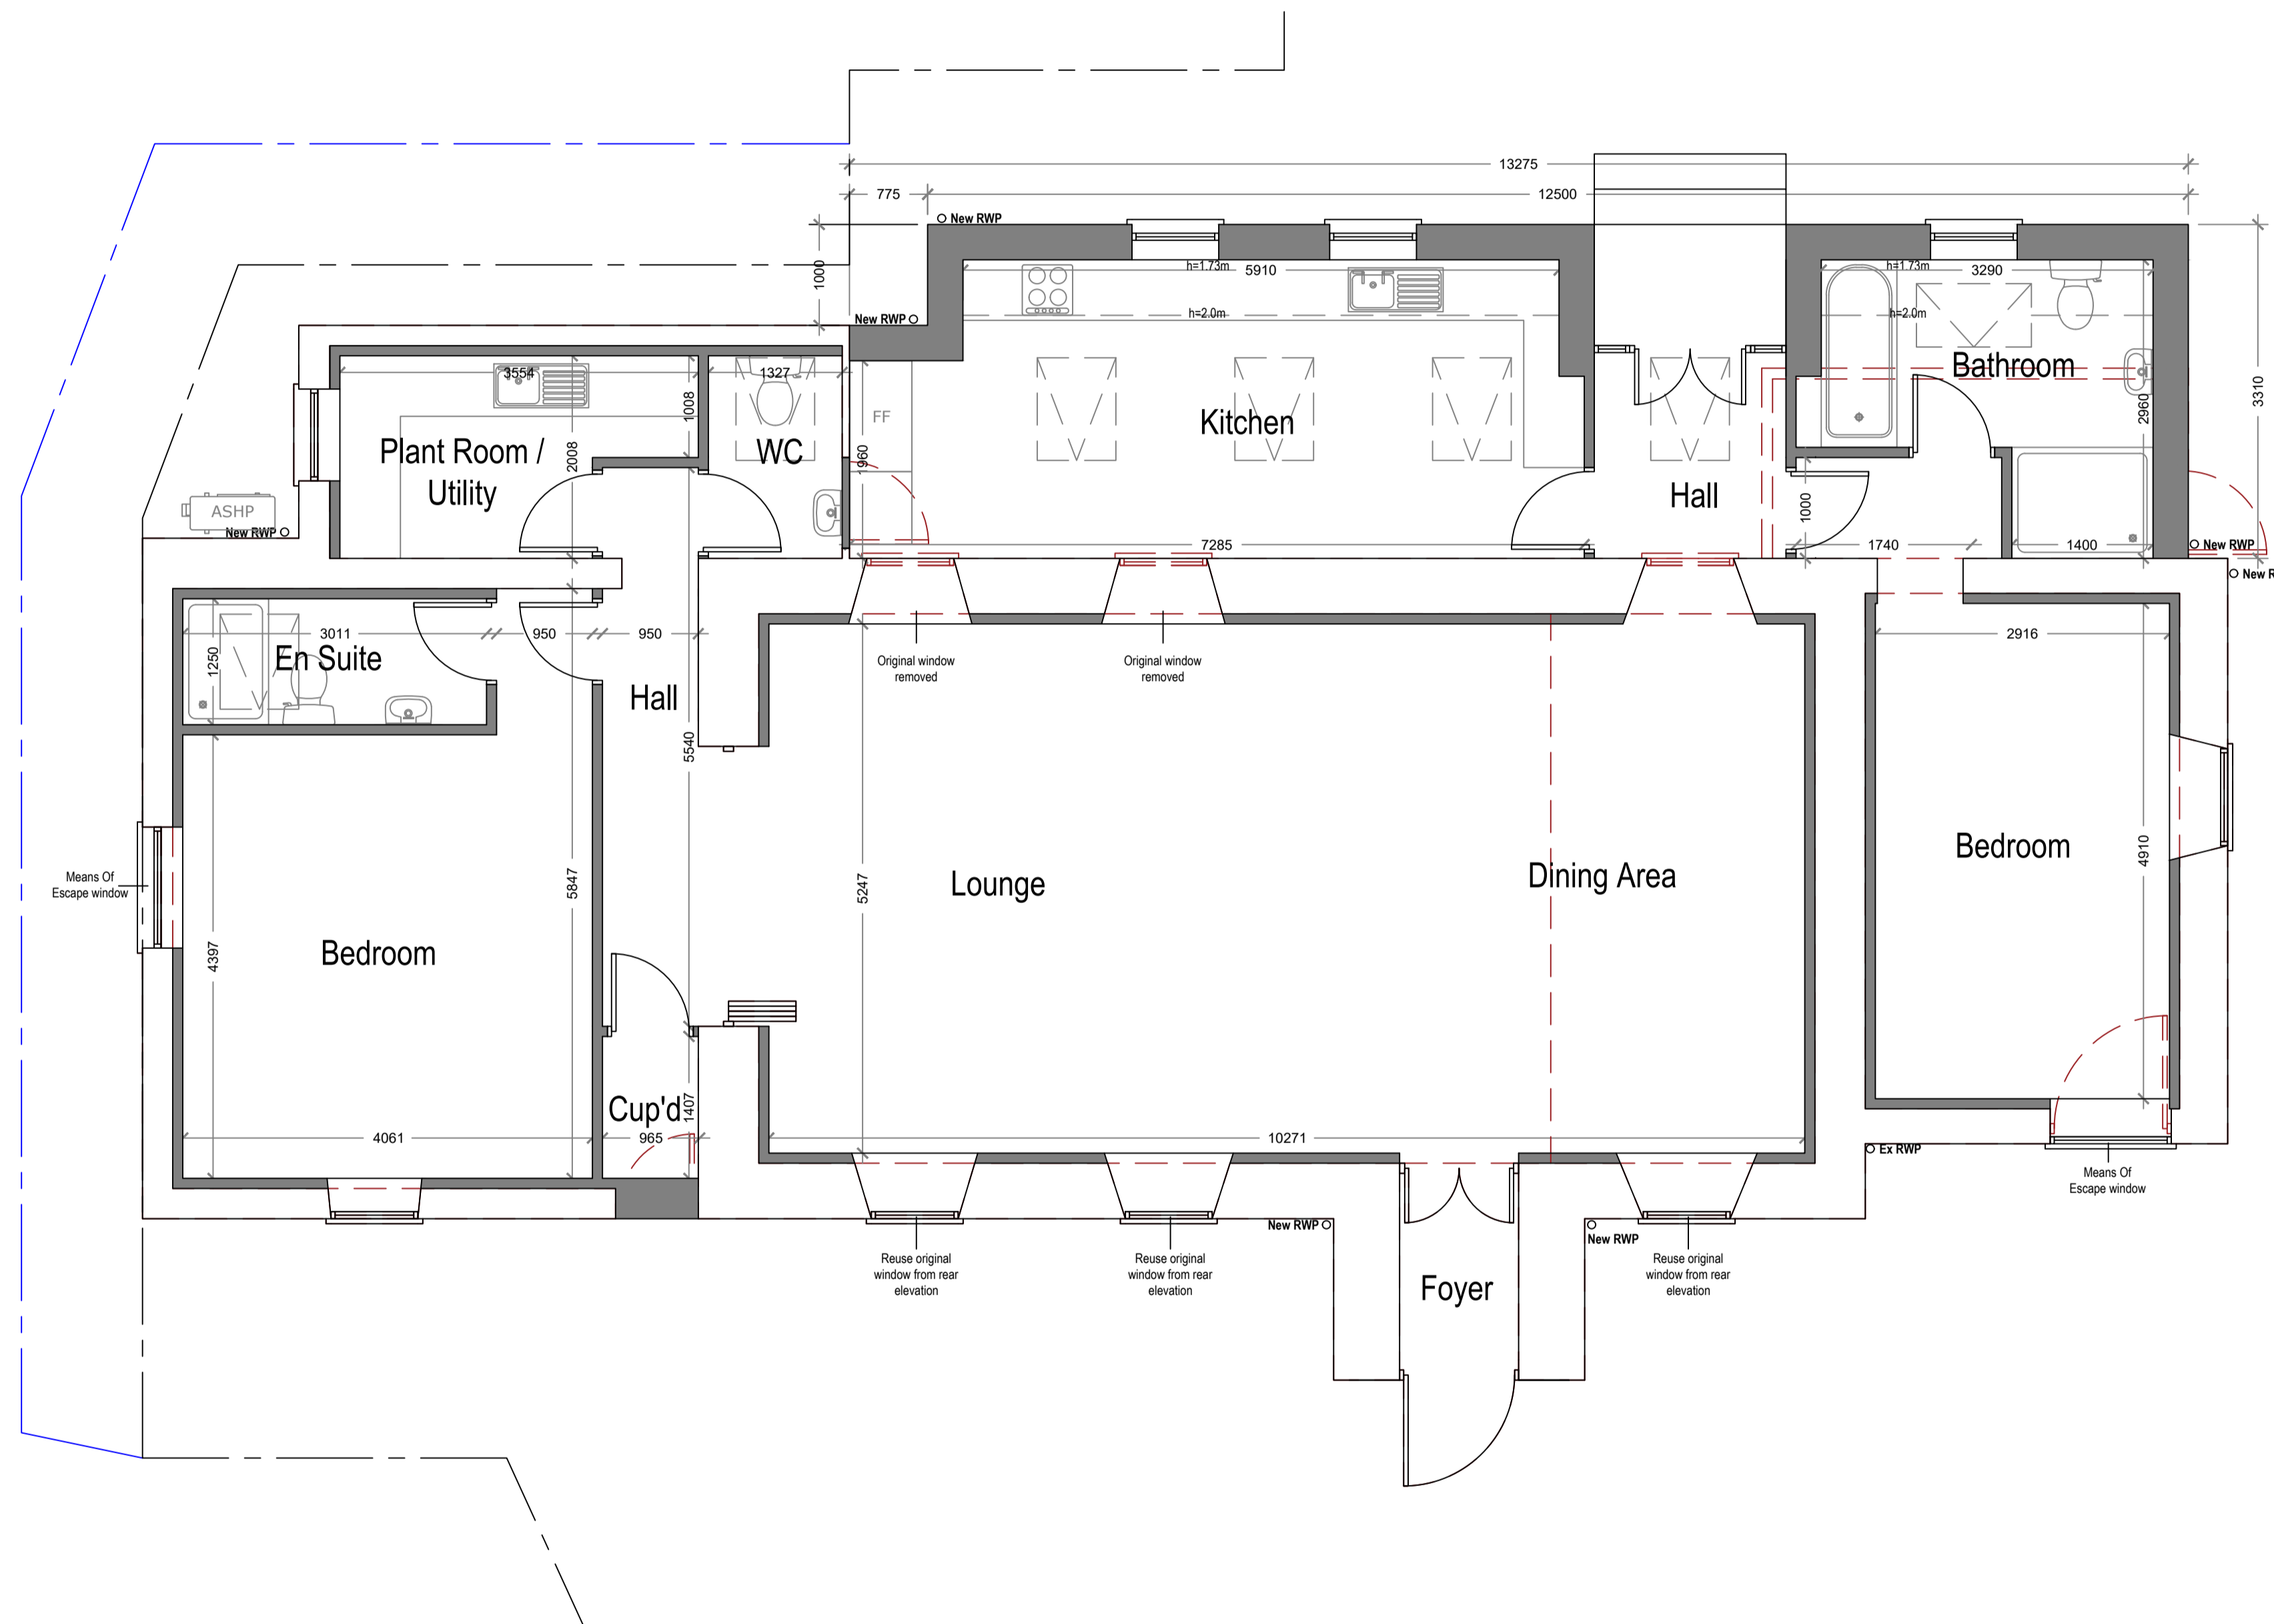 13275
775
12500
New RWP
1000
h=1.73m
5910
h=1.73m
3290
3310
New RWP
h=2.0m
h=2.0m
Bathroom
3554
1327
1008
FF
Kitchen
2960
Plant Room /
Utility
2008
WC
1960
Hall
1000
ASHP
New RWP
7285
1740
1400
New RWP
New R
3011
950
950
2916
1250
En Suite
Original window
removed
Original window
removed
Hall
5540
Means Of
Escape window
5847
5247
Lounge
Dining Area
Bedroom
4910
4397
Bedroom
Cup'd
1407
4061
965
10271
Ex RWP
Means Of
Escape window
New RWP
New RWP
Reuse original
window from rear
elevation
Reuse original
window from rear
elevation
Reuse original
window from rear
elevation
Foyer